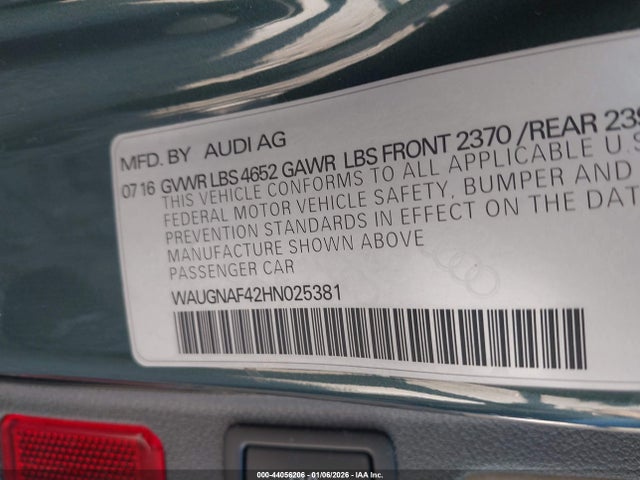 MFD. BY AUDI AG
07 16 GVWR LBS 4652 GAWR LBS FRONT 2370 /REAR 239
THIS VEHICLE CONFORMS TO ALL APPLICABLE U.S
FEDERAL MOTOR VEHICLE SAFETY, BUMPER AND
PREVENTION STANDARDS IN EFFECT ON THE DAT
MANUFACTURE SHOWN ABOVE
PASSENGER CAR
WAUGNAF42HN025381
000-44056206 - 01/06/2026 - IAA Inc.